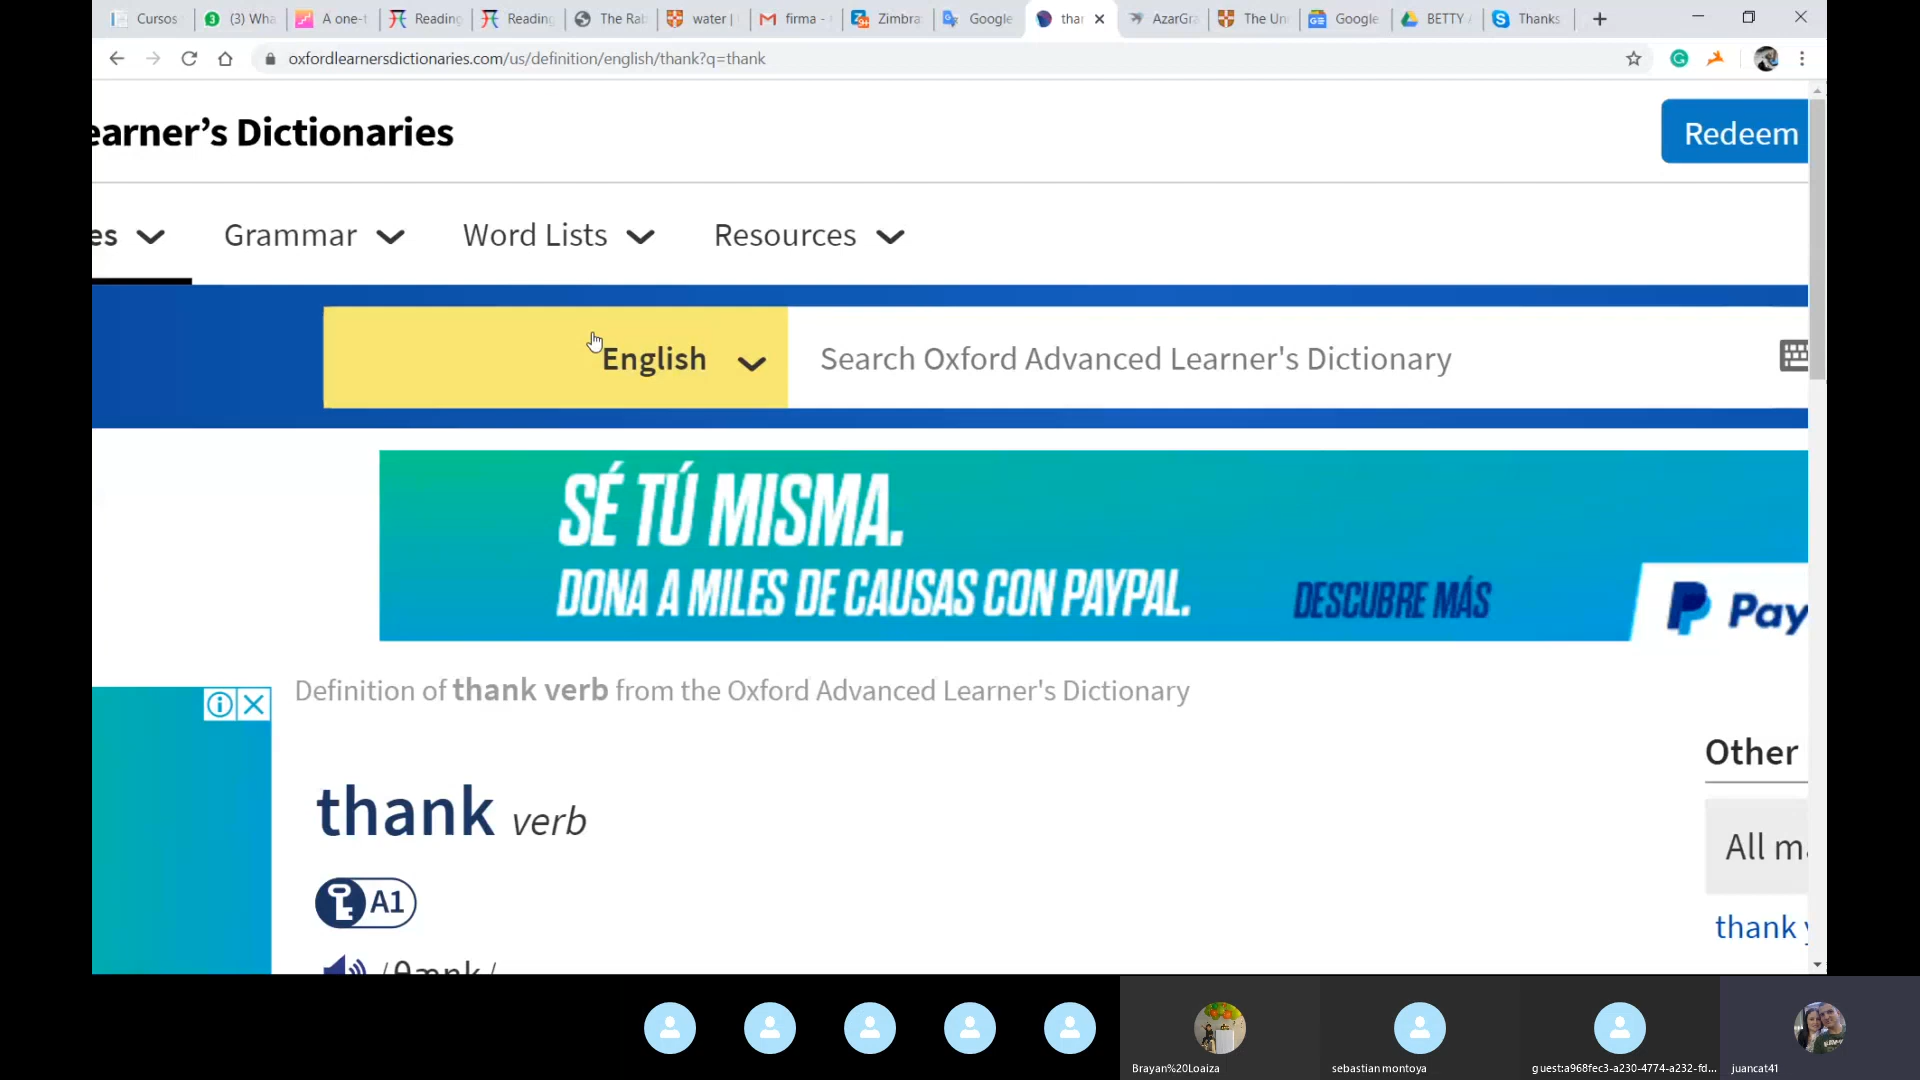 Cursos
(3) Wha
A one-t
Reading
Reading
The Ra
water |
firma -
Zimbra
Google
than
AzarGra
The Un
Google
BETTY
Thanks
oxfordlearnersdictionaries.com/us/definition/english/thank?q=thank
earner's Dictionaries
Redeem
es
Grammar
Word Lists
Resources
English
Search Oxford Advanced Learner's Dictionary
SÉ TÚ MISMA.
DONA A MILES DE CAUSAS CON PAYPAL.
DESCUBRE MÁS
Pay
Definition of thank verb from the Oxford Advanced Learner's Dictionary
thank verb
Other
A1
All ma
thank y
/θæŋk/
Brayan%20Loaiza
sebastian montoya
guest:a968fec3-a230-4774-a232-fd...
juancat41